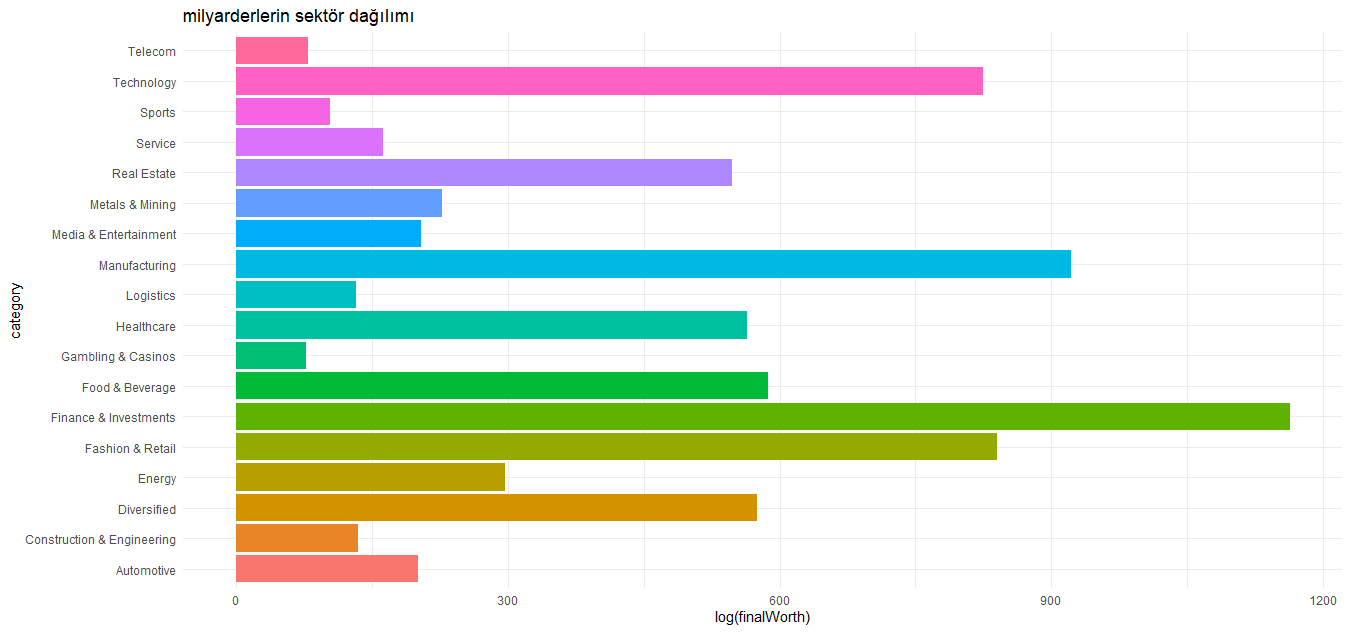 milyarderlerin sektör dağılımı
category
Telecom
Technology
Sports
Service
Real Estate
Metals & Mining
Media & Entertainment
Manufacturing
Logistics
Healthcare
Gambling & Casinos
Food & Beverage
Finance & Investments
Fashion & Retail
Energy
Diversified
Construction & Engineering
Automotive
0 300 600 900 1200
log(finalWorth)